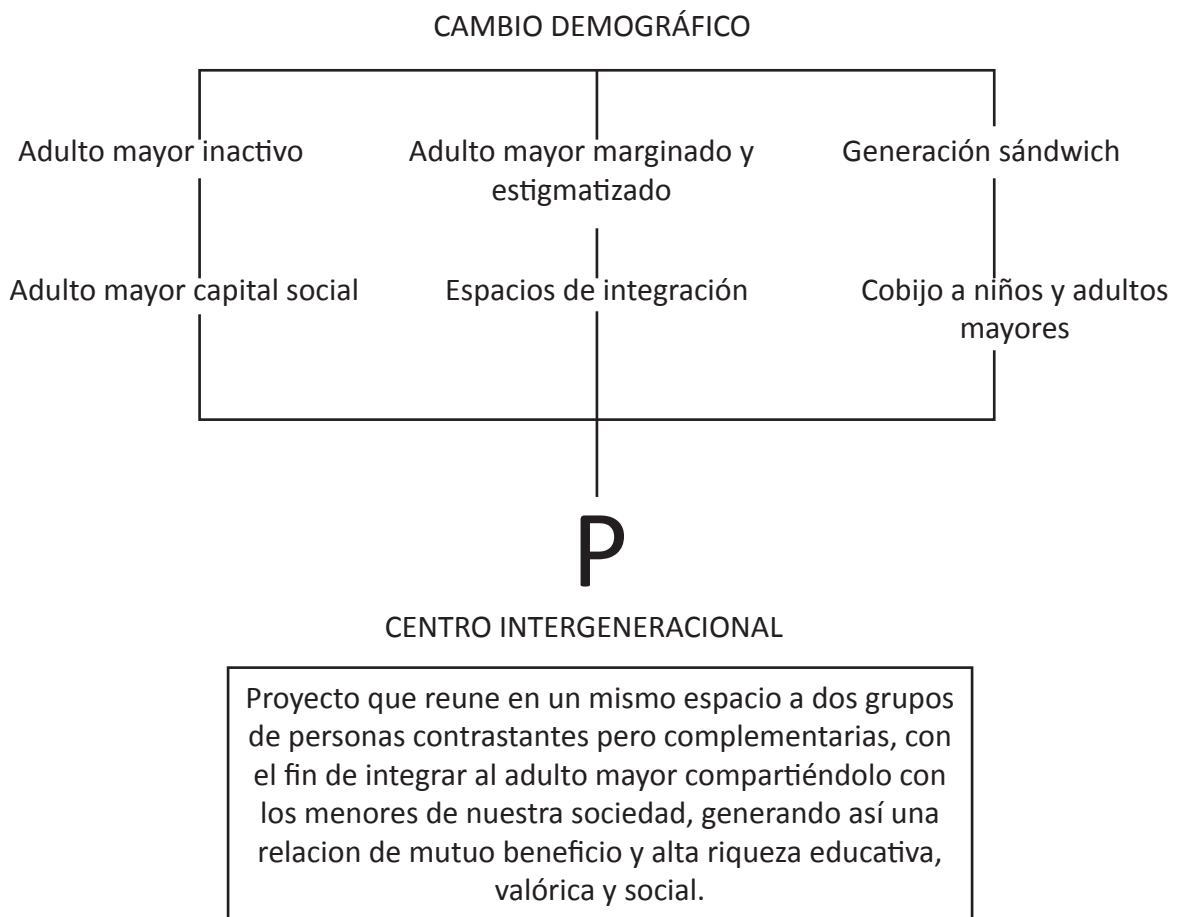 CAMBIO DEMOGRÁFICO
Adulto mayor inactivo
Adulto mayor marginado y
estigmatizado
Generación sándwich
Adulto mayor capital social
Espacios de integración
Cobijo a niños y adultos
mayores
P
CENTRO INTERGENERACIONAL
Proyecto que reune en un mismo espacio a dos grupos
de personas contrastantes pero complementarias, con
el fin de integrar al adulto mayor compartiéndolo con
los menores de nuestra sociedad, generando así una
relacion de mutuo beneficio y alta riqueza educativa,
valórica y social.